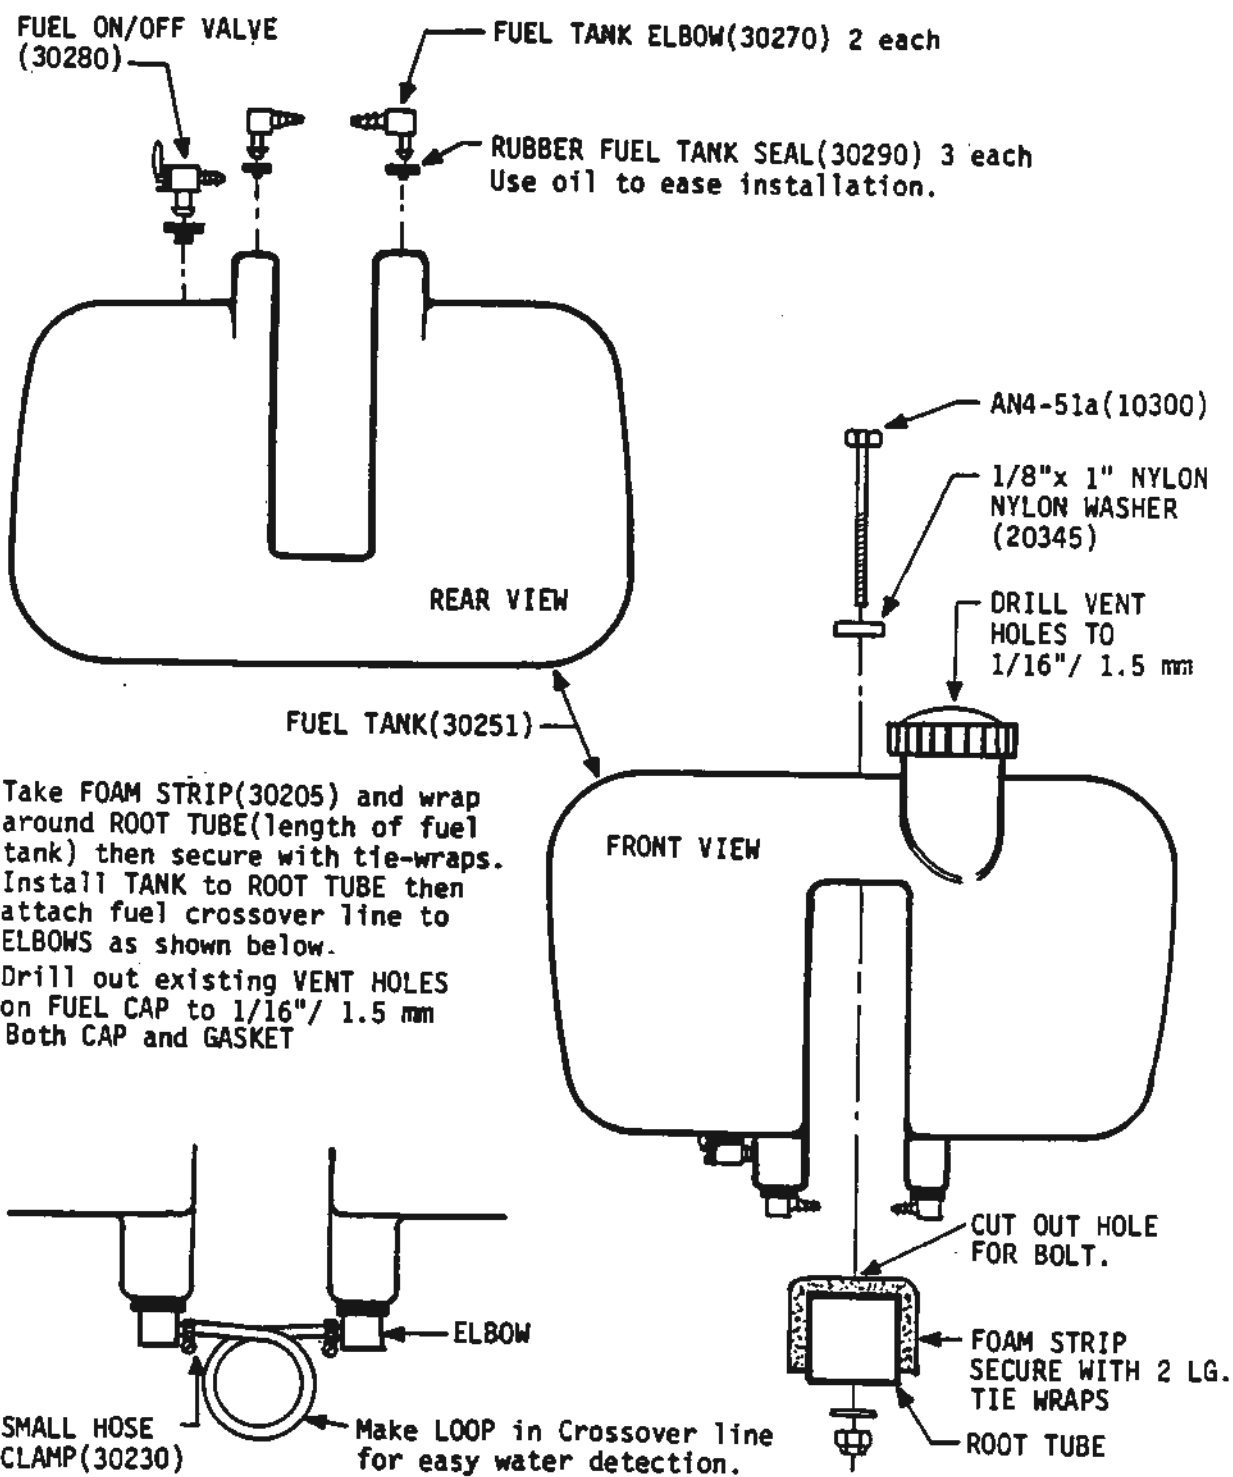 FUEL ON/OFF VALVE
(30280)
FUEL TANK ELBOW(30270) 2 each
RUBBER FUEL TANK SEAL(30290) 3 each
Use oil to ease installation.
AN4-51a(10300)
1/8"x 1" NYLON
NYLON WASHER
(20345)
REAR VIEW
DRILL VENT
HOLES TO
1/16"/ 1.5 mm
FUEL TANK(30251)
Take FOAM STRIP(30205) and wrap
around ROOT TUBE(length of fuel
tank) then secure with tie-wraps.
Install TANK to ROOT TUBE then
attach fuel crossover line to
ELBOWS as shown below.
Drill out existing VENT HOLES
on FUEL CAP to 1/16"/ 1.5 mm
Both CAP and GASKET
FRONT VIEW
CUT OUT HOLE
FOR BOLT.
ELBOW
FOAM STRIP
SECURE WITH 2 LG.
TIE WRAPS
SMALL HOSE
CLAMP(30230)
Make LOOP in Crossover line
for easy water detection.
ROOT TUBE